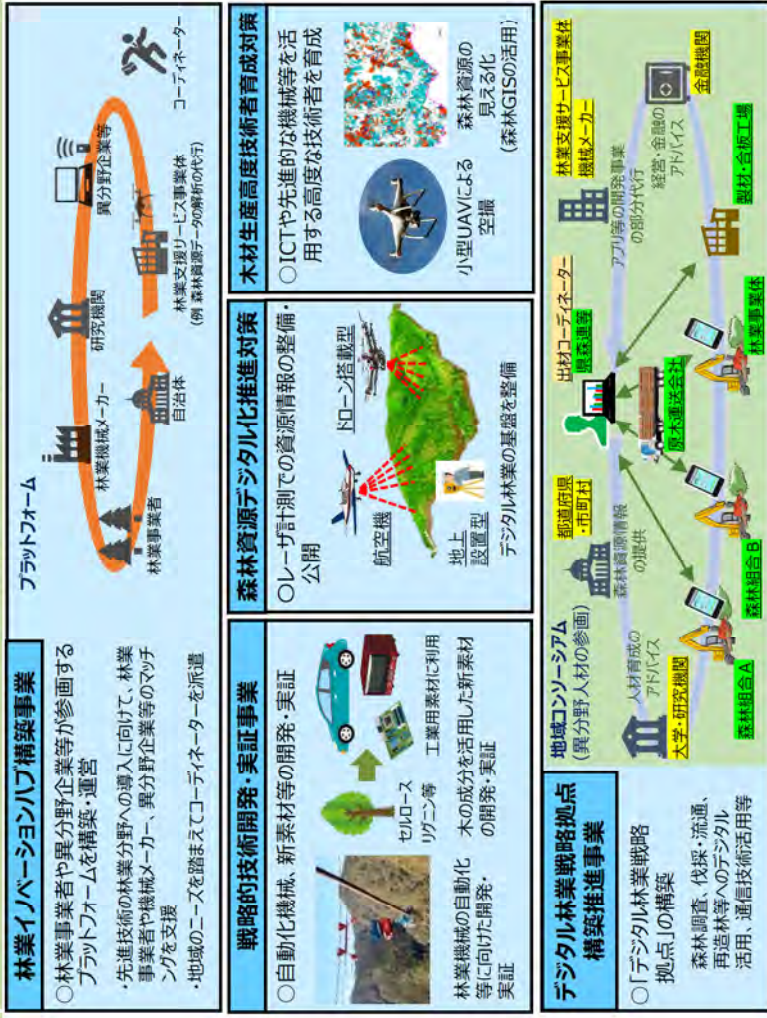 林業イノベーションハブ構築事業
○林業事業者や異分野企業等が参画する
プラットフォームを構築・運営
・先進技術の林業分野への導入に向けて、林業
事業者や機械メーカー、異分野企業等のマッチ
ングを支援
・地域のニーズを踏まえてコーディネーターを派遣
プラットフォーム
林業事業者
林業機械メーカー
研究機関
異分野企業等
自治体
林業支援サービス事業体
(例 森林資源データの解析の代行)
コーディネーター
戦略的技術開発・実証事業
○自動化機械、新素材等の開発・実証
林業機械の自動化
等に向けた開発・
実証
セルロース
リグニン等
工業用素材に利用
木の成分を活用した新素材
の開発・実証
森林資源デジタル化推進対策
○レーザ計測での資源情報の整備・
公開
航空機
ドローン搭載型
地上
設置型
デジタル林業の基盤を整備
木材生産高度技術者育成対策
○ICTや先進的な機械等を活
用する高度な技術者を育成
小型UAVによる
空撮
森林資源の
見える化
(森林GISの活用)
デジタル林業戦略拠点
構築推進事業
○「デジタル林業戦略
拠点」の構築
森林調査、伐採・流通、
再造林等へのデジタル
活用、通信技術活用等
地域コンソーシアム
(異分野人材の参画)
大学・研究機関
人材育成の
アドバイス
都道府県
・市町村
森林資源情報
の提供
出材コーディネーター
県森連等
林業支援サービス事業体
機械メーカー
アプリ等の開発事業
の部分代行
経営・金融の
アドバイス
金融機関
原木運送会社
森林組合A
森林組合B
林業事業体
製材・合板工場